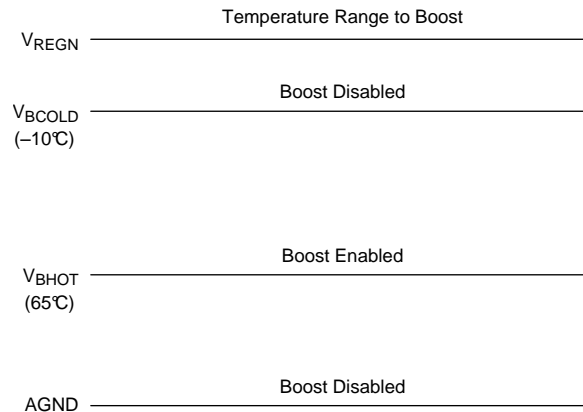 Temperature Range to Boost
VREGN
Boost Disabled
VBCOLD
(–10℃)
Boost Enabled
VBHOT
(65℃)
Boost Disabled
AGND